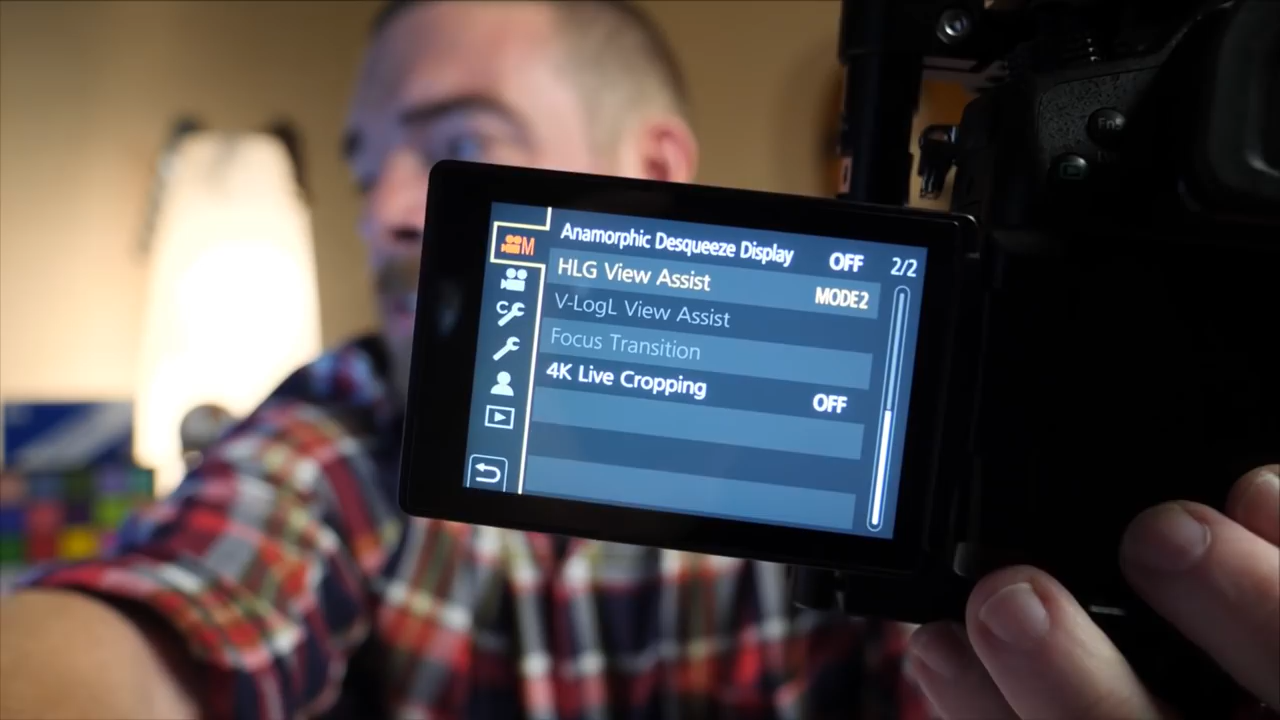 Fn
M
Anamorphic Desqueeze Display OFF 2/2
HLG View Assist MODE2
V-LogL View Assist
Focus Transition
4K Live Cropping OFF
C